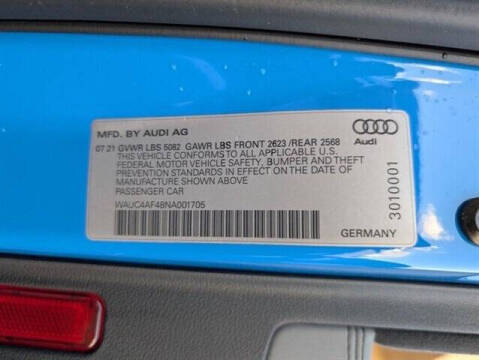 MFD. BY AUDI AG
Audi
07 21 GVWR LBS 5082 GAWR LBS FRONT 2623 /REAR 2568
THIS VEHICLE CONFORMS TO ALL APPLICABLE U.S.
FEDERAL MOTOR VEHICLE SAFETY, BUMPER AND THEFT
PREVENTION STANDARDS IN EFFECT ON THE DATE OF
MANUFACTURE SHOWN ABOVE
PASSENGER CAR
WAUC4AF48NA001705
GERMANY
3010001